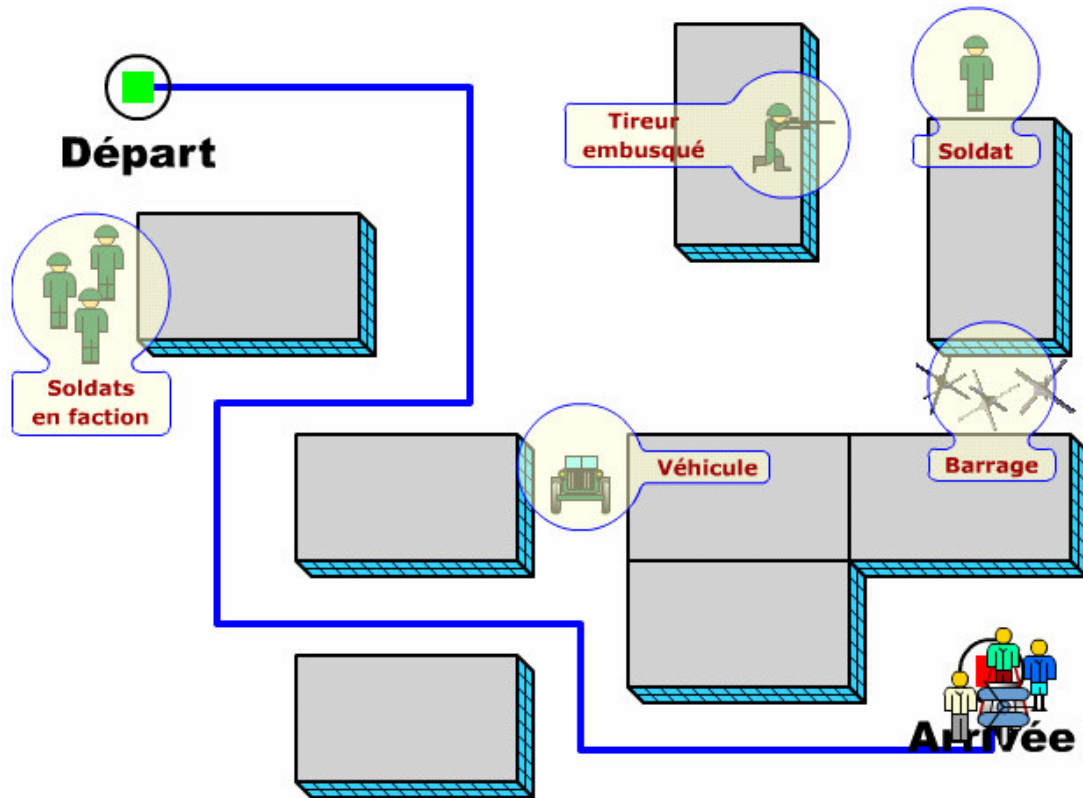 Départ
Tireur
embusqué
Soldat
Soldats
en faction
Véhicule
Barrage
Arrivée